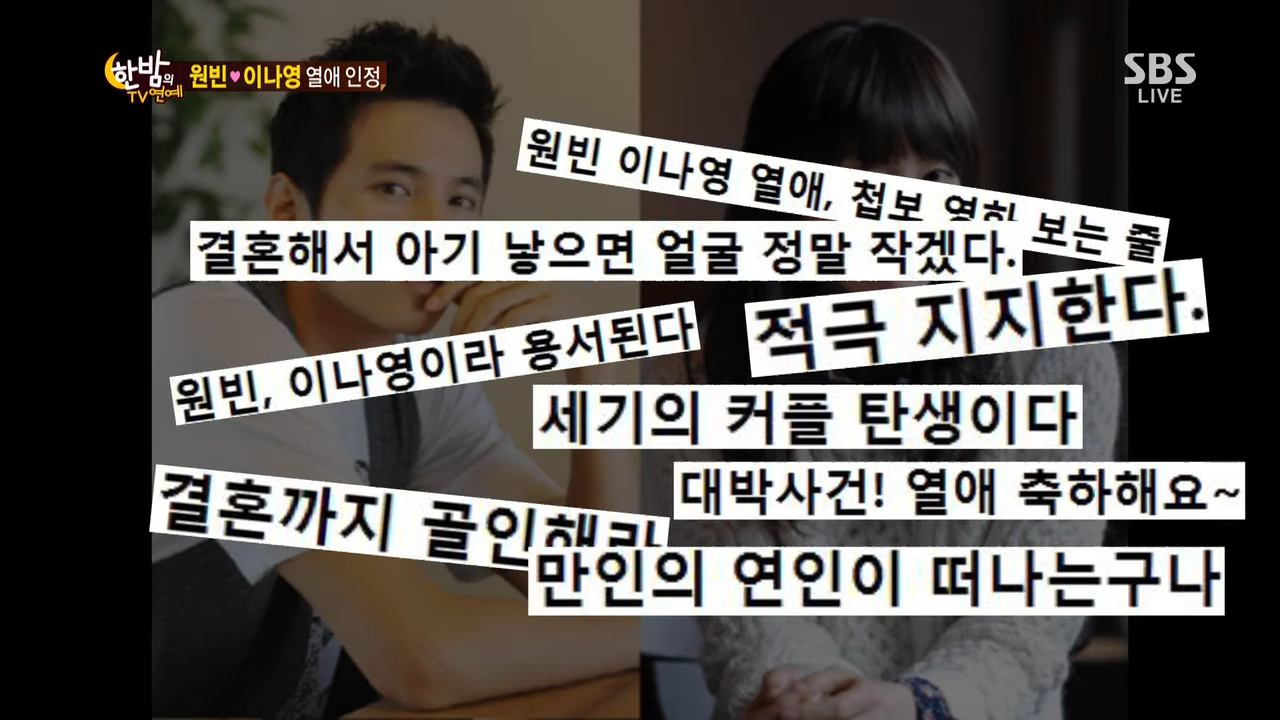 한밤의
TV연예
원빈♥이나영 열애 인정
SBS
LIVE
원빈 이나영 열애, 첩보 영화 보는 줄
결혼해서 아기 낳으면 얼굴 정말 작겠다.
적극 지지한다.
원빈, 이나영이라 용서된다
세기의 커플 탄생이다
대박사건! 열애 축하해요~
결혼까지 골인해라
만인의 연인이 떠나는구나